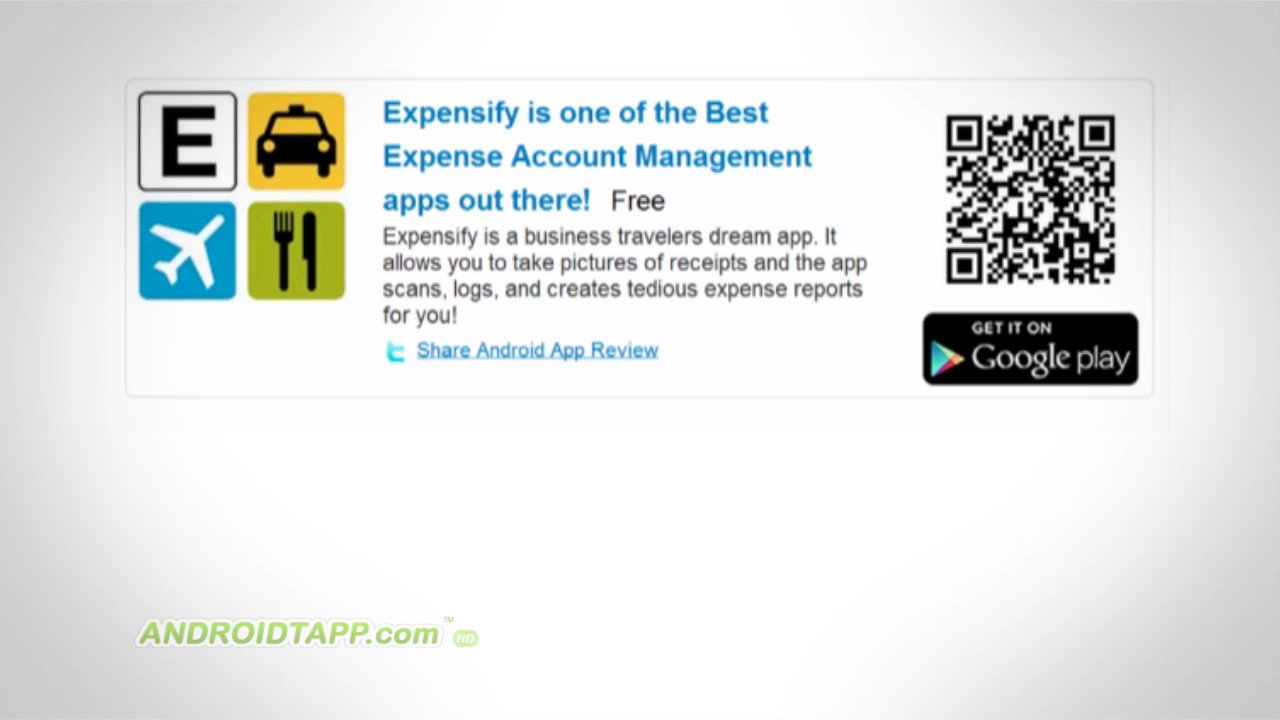 E
Expensify is one of the Best
Expense Account Management
apps out there! Free
Expensify is a business travelers dream app. It
allows you to take pictures of receipts and the app
scans, logs, and creates tedious expense reports
for you!
Share Android App Review
GET IT ON
Google play
ANDROIDTAPP.com™ HD